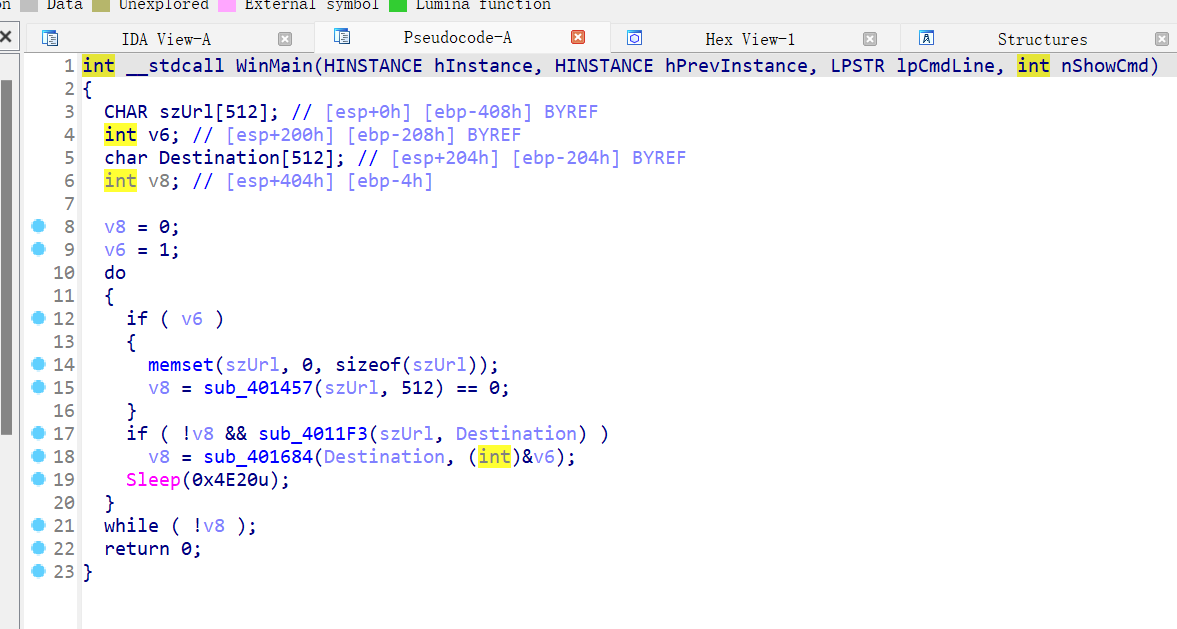 on Data Unexplored External symbol Lumina function
IDA View-A Pseudocode-A Hex View-1 Structures
1 int __stdcall WinMain(HINSTANCE hInstance, HINSTANCE hPrevInstance, LPSTR lpCmdLine, int nShowCmd)
2 {
3 CHAR szUrl[512]; // [esp+0h] [ebp-408h] BYREF
4 int v6; // [esp+200h] [ebp-208h] BYREF
5 char Destination[512]; // [esp+204h] [ebp-204h] BYREF
6 int v8; // [esp+404h] [ebp-4h]
7
8 v8 = 0;
9 v6 = 1;
10 do
11 {
12 if ( v6 )
13 {
14 memset(szUrl, 0, sizeof(szUrl));
15 v8 = sub_401457(szUrl, 512) == 0;
16 }
17 if ( !v8 && sub_4011F3(szUrl, Destination) )
18 v8 = sub_401684(Destination, (int)&v6);
19 Sleep(0x4E20u);
20 }
21 while ( !v8 );
22 return 0;
23 }